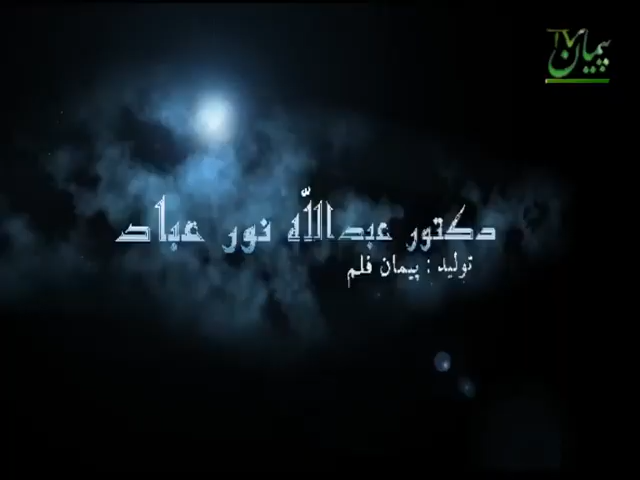 پیمان TV
دکتور عبدالله نور عباد
تولید : پیمان فلم